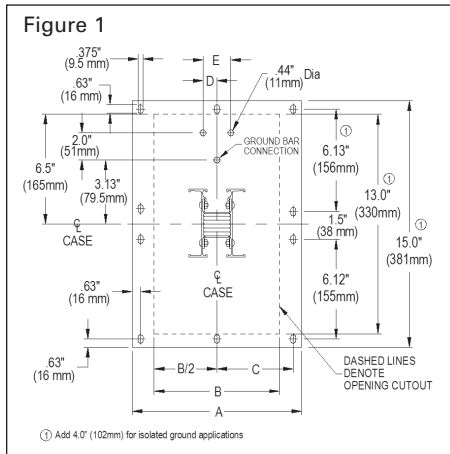 Figure 1
.375"
(9.5 mm)
.63"
(16 mm)
E
D
.44" Dia
(11mm)
2.0"
(51mm)
GROUND BAR
CONNECTION
①
6.13"
(156mm)
6.5"
(165mm)
3.13"
(79.5mm)
①
13.0"
(330mm)
①
15.0"
(381mm)
1.5"
(38 mm)
℄
CASE
℄
CASE
6.12"
(155mm)
.63"
(16 mm)
.63"
(16 mm)
B/2
C
B
A
DASHED LINES
DENOTE
OPENING CUTOUT
① Add 4.0" (102mm) for isolated ground applications